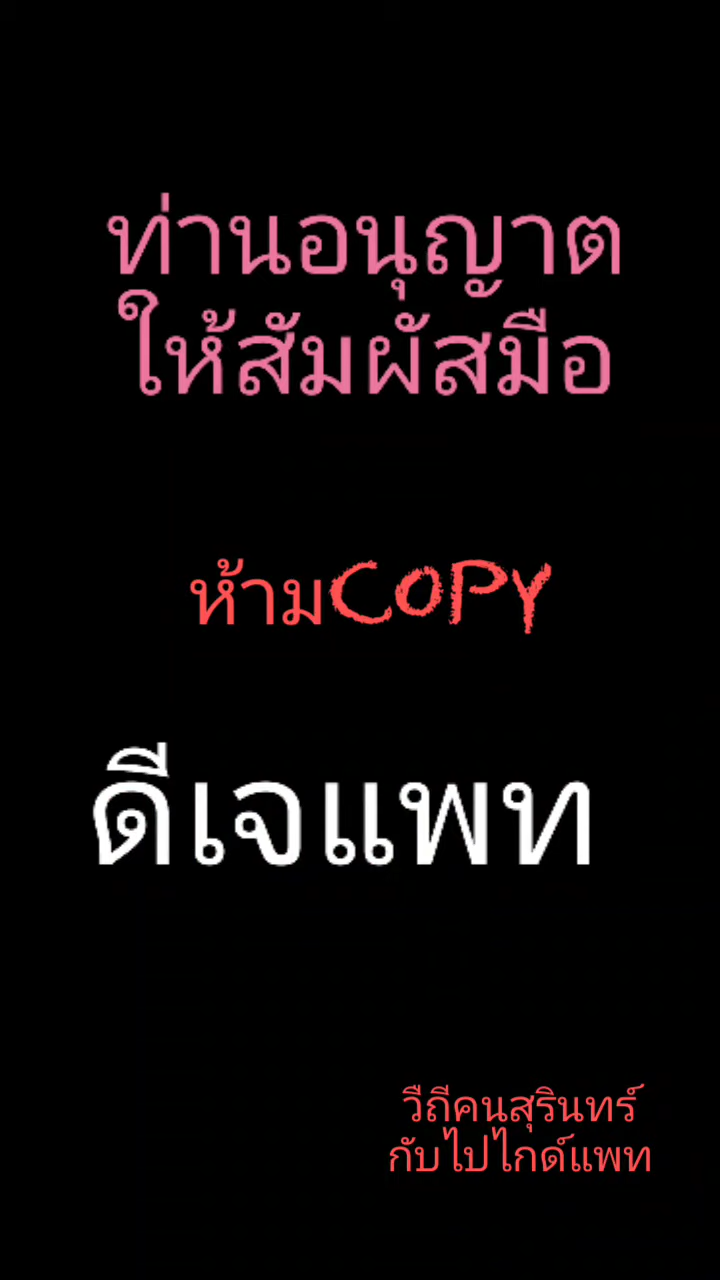 ท่านอนุญาต
ให้สัมผัสมือ
ห้ามCOPY
ดีเจแพท
วืถีคนสุรินทร์
กับไปไกด์แพท